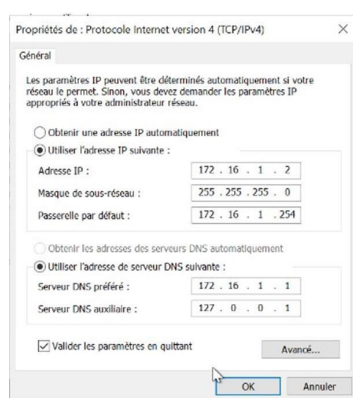 Propriétés de : Protocole Internet version 4 (TCP/IPv4)
Général
Les paramètres IP peuvent être déterminés automatiquement si votre
réseau le permet. Sinon, vous devez demander les paramètres IP
appropriés à votre administrateur réseau.
Obtenir une adresse IP automatiquement
Utiliser l'adresse IP suivante :
Adresse IP : 172 . 16 . 1 . 2
Masque de sous-réseau : 255 . 255 . 255 . 0
Passerelle par défaut : 172 . 16 . 1 . 254
Obtenir les adresses des serveurs DNS automatiquement
Utiliser l'adresse de serveur DNS suivante :
Serveur DNS préféré : 172 . 16 . 1 . 1
Serveur DNS auxiliaire : 127 . 0 . 0 . 1
Valider les paramètres en quittant
Avancé...
OK Annuler